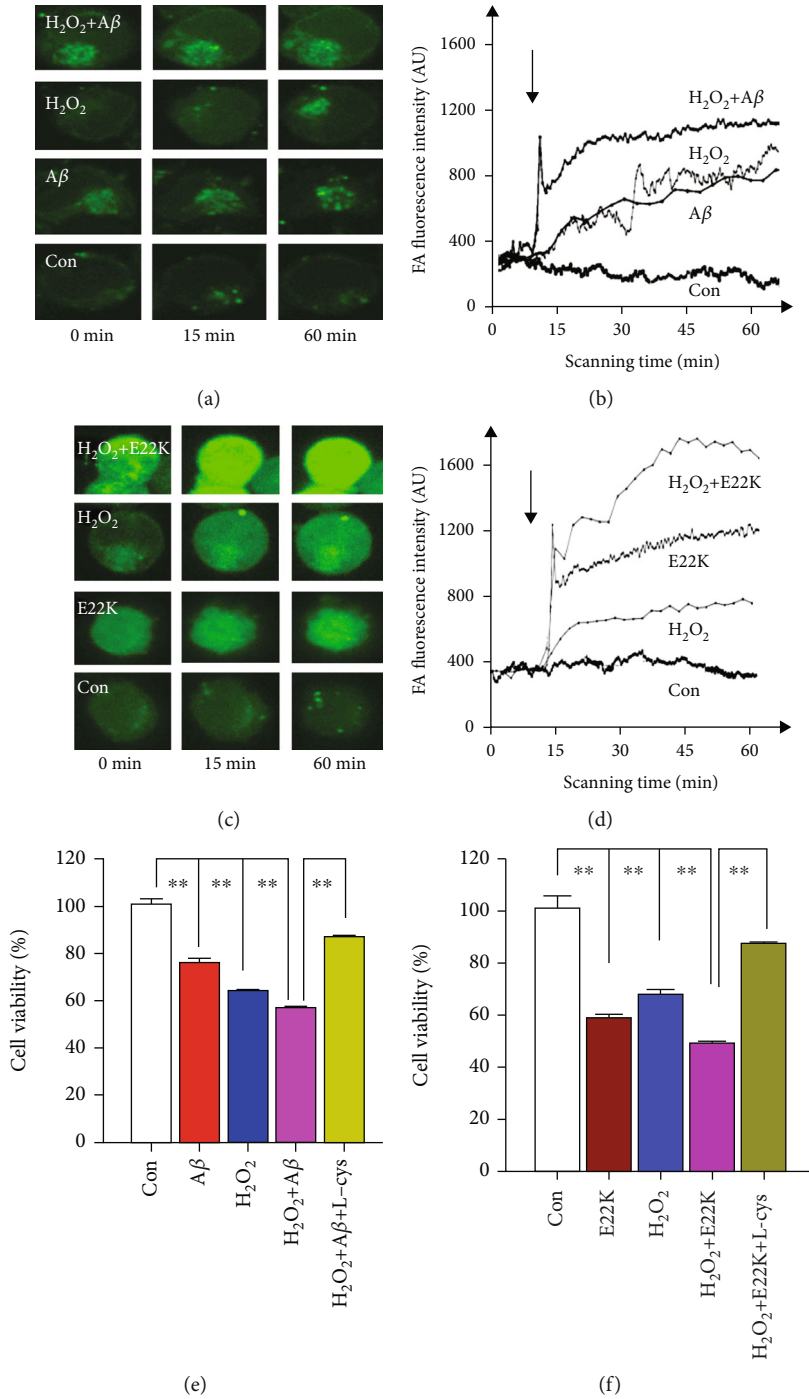 H₂O₂+Aβ
H₂O₂
Aβ
Con
0 min 15 min 60 min
(a)
FA fluorescence intensity (AU)
1600
1200
800
400
0
H₂O₂+Aβ
H₂O₂
Aβ
Con
0 15 30 45 60
Scanning time (min)
(b)
H₂O₂+E22K
H₂O₂
E22K
Con
0 min 15 min 60 min
(c)
FA fluorescence intensity (AU)
1600
1200
800
400
0
H₂O₂+E22K
E22K
H₂O₂
Con
0 15 30 45 60
Scanning time (min)
(d)
Cell viability (%)
120
100
80
60
40
20
0
** ** ** **
Con
Aβ
H₂O₂
H₂O₂+Aβ
H₂O₂+Aβ+L–cys
(e)
Cell viability (%)
120
100
80
60
40
20
0
** ** ** **
Con
E22K
H₂O₂
H₂O₂+E22K
H₂O₂+E22K+L-cys
(f)